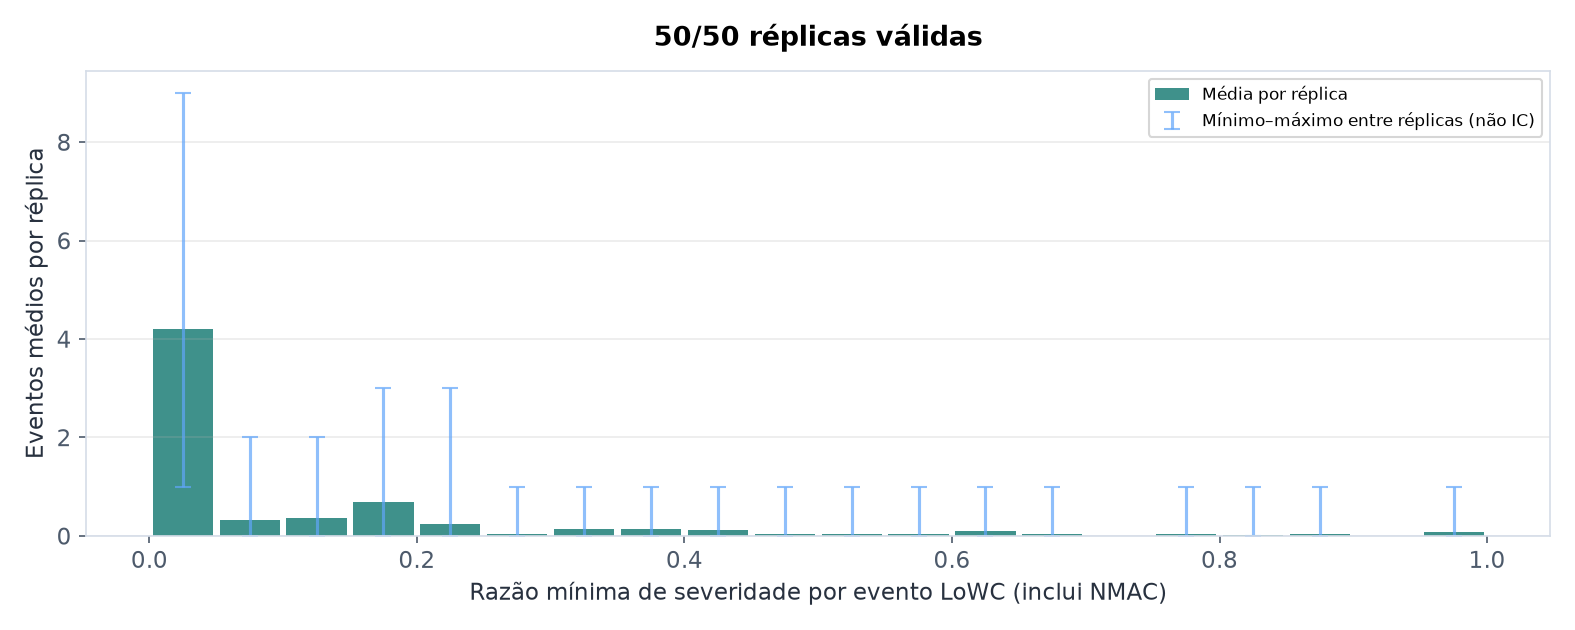 50/50 réplicas válidas
Média por réplica
Mínimo–máximo entre réplicas (não IC)
Eventos médios por réplica
8
6
4
2
0
0.0 0.2 0.4 0.6 0.8 1.0
Razão mínima de severidade por evento LoWC (inclui NMAC)